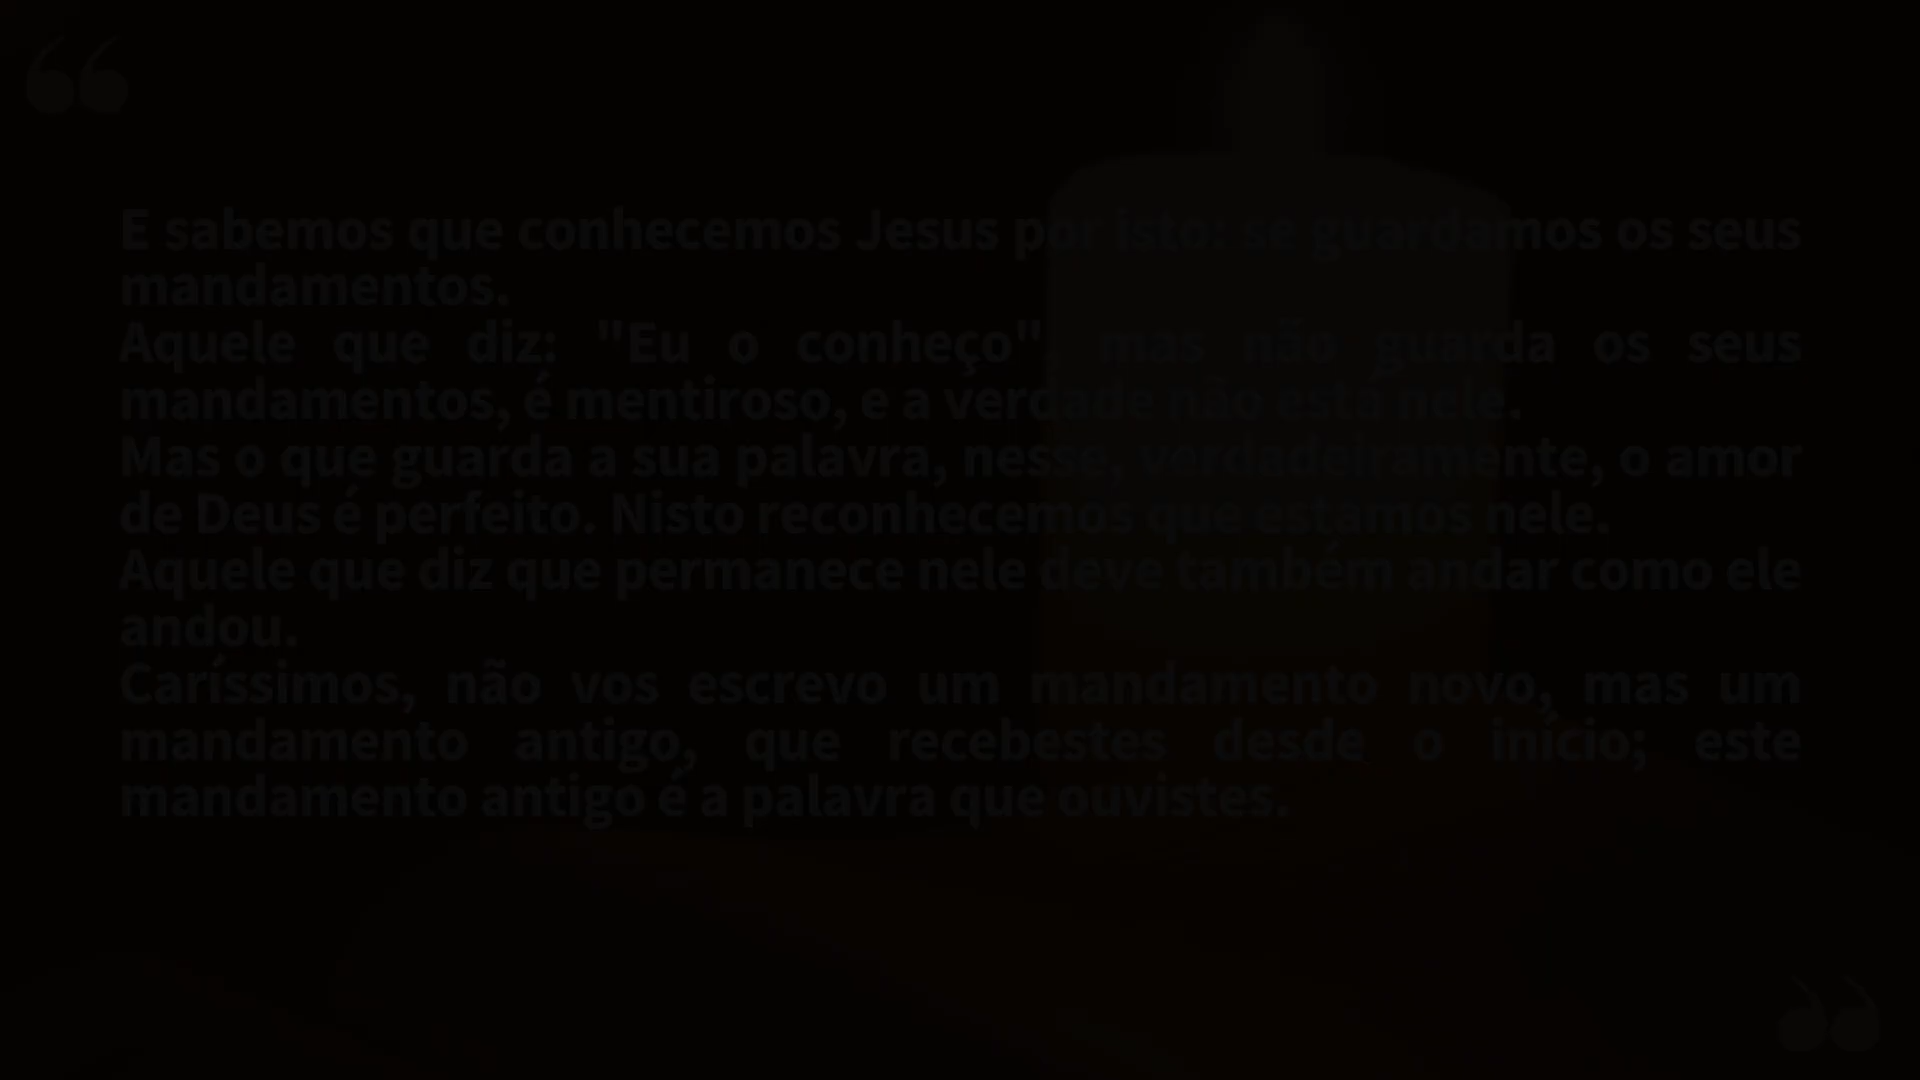 “
E sabemos que conhecemos Jesus por isto: se guardamos os seus
mandamentos.
Aquele que diz: "Eu o conheço", mas não guarda os seus
mandamentos, é mentiroso, e a verdade não está nele.
Mas o que guarda a sua palavra, nesse, verdadeiramente, o amor
de Deus é perfeito. Nisto reconhecemos que estamos nele.
Aquele que diz que permanece nele deve também andar como ele
andou.
Caríssimos, não vos escrevo um mandamento novo, mas um
mandamento antigo, que recebestes desde o início; este
mandamento antigo é a palavra que ouvistes.
”